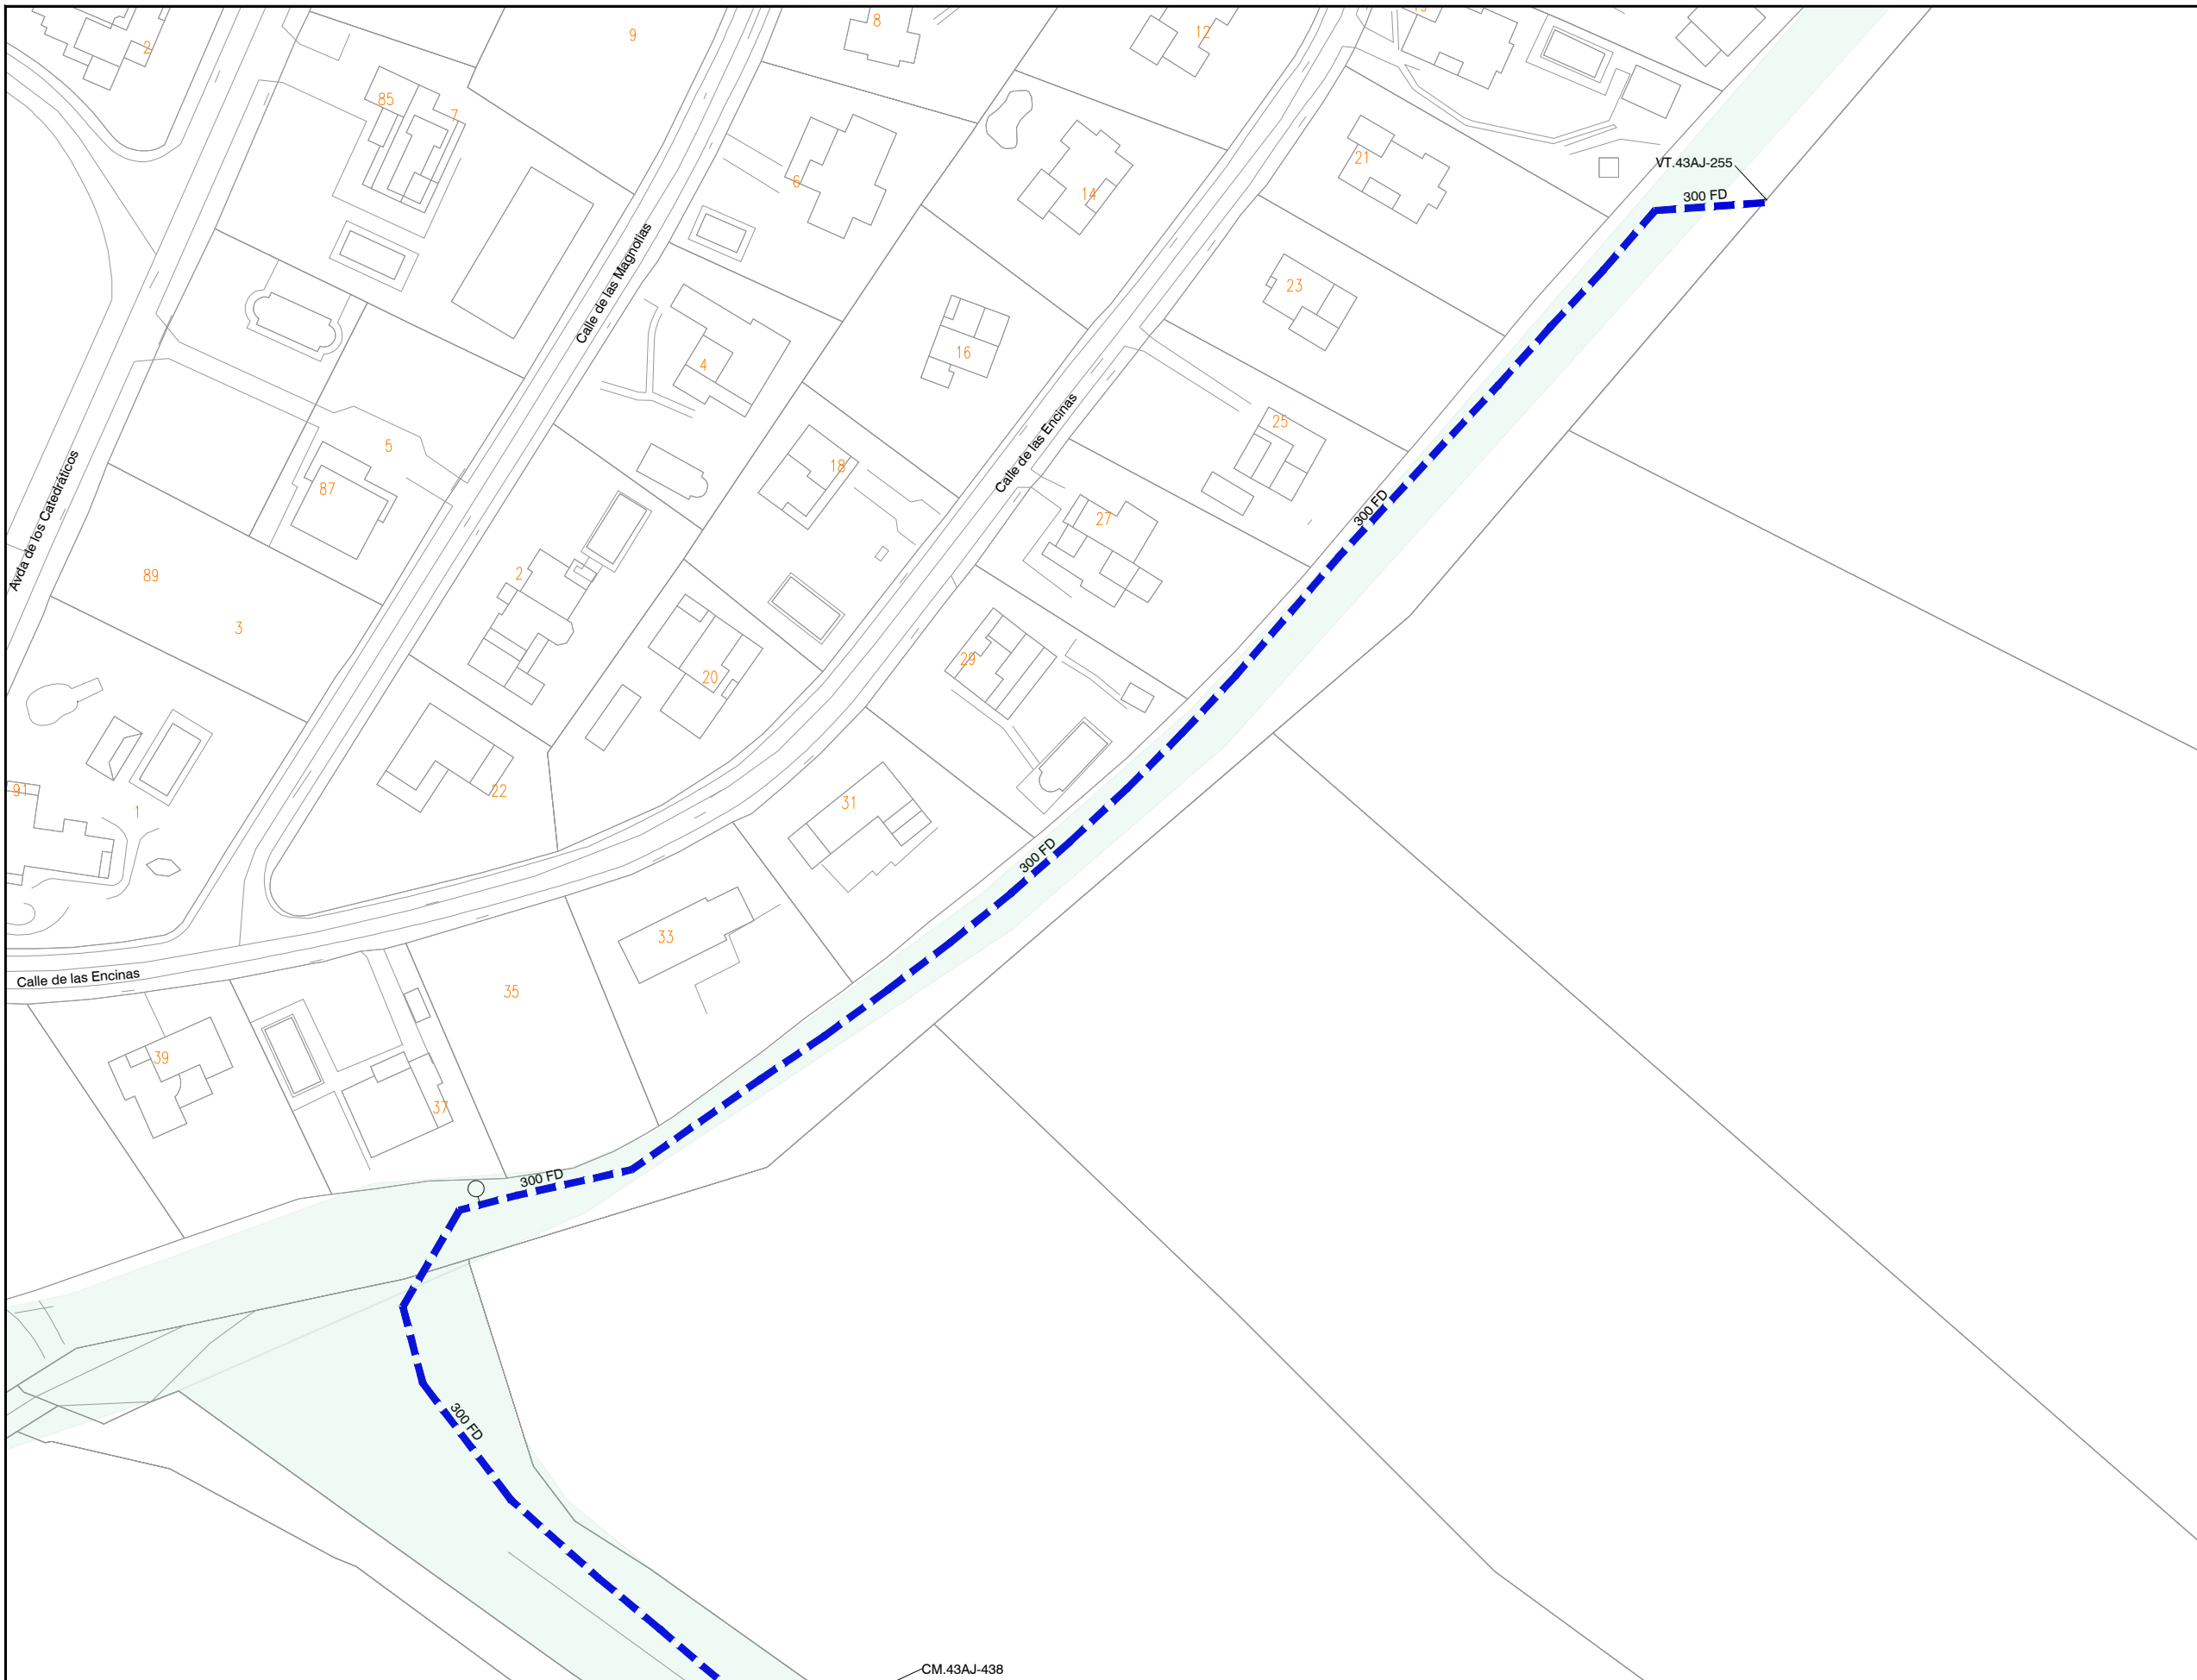 2
9
8
12
85
7
6
14
21
VT.43AJ-255
300 FD
Calle de las Magnolias
23
4
16
Calle de las Encinas
25
5
18
87
27
300 FD
Avda de los Catedráticos
89
2
3
29
20
91
1
22
31
300 FD
33
Calle de las Encinas
35
39
37
300 FD
300 FD
CM.43AJ-438